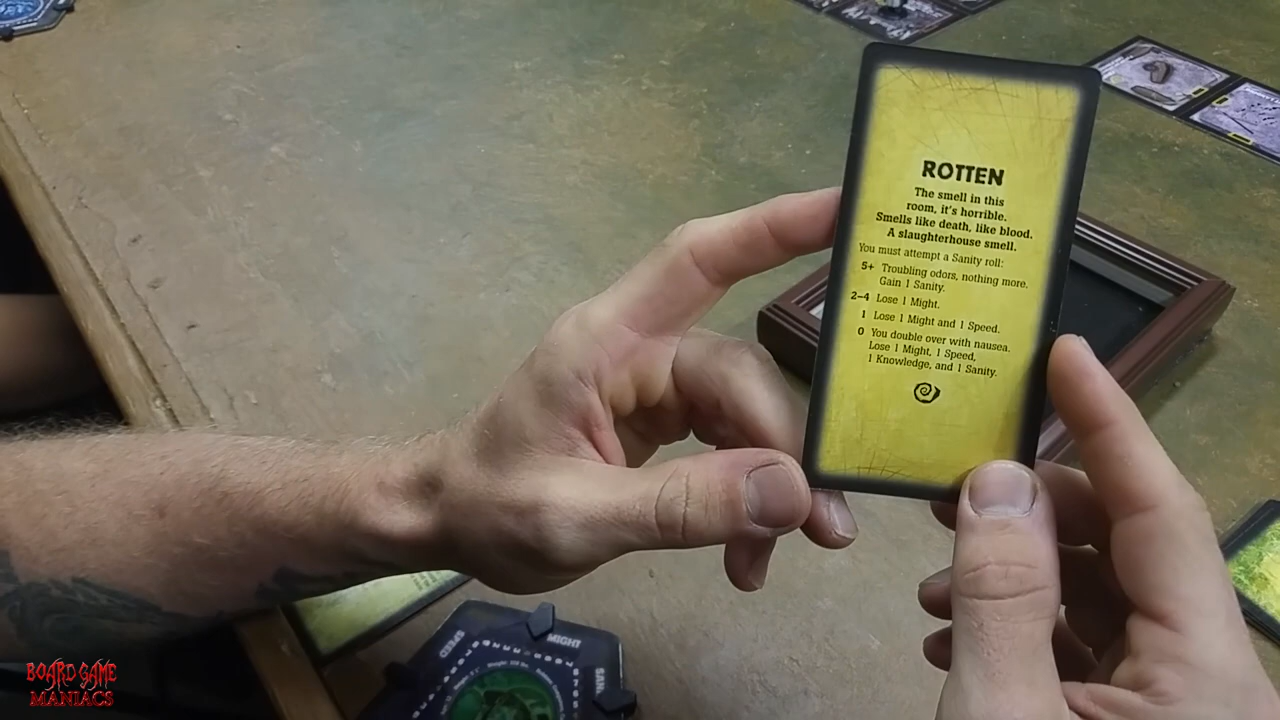 ROTTEN
The smell in this
room, it's horrible.
Smells like death, like blood.
A slaughterhouse smell.
You must attempt a Sanity roll:
5+ Troubling odors, nothing more.
Gain 1 Sanity.
2–4 Lose 1 Might.
1 Lose 1 Might and 1 Speed.
0 You double over with nausea.
Lose 1 Might, 1 Speed,
1 Knowledge, and 1 Sanity.
SPEED
MIGHT
SAN
BOARD GAME
MANIACS